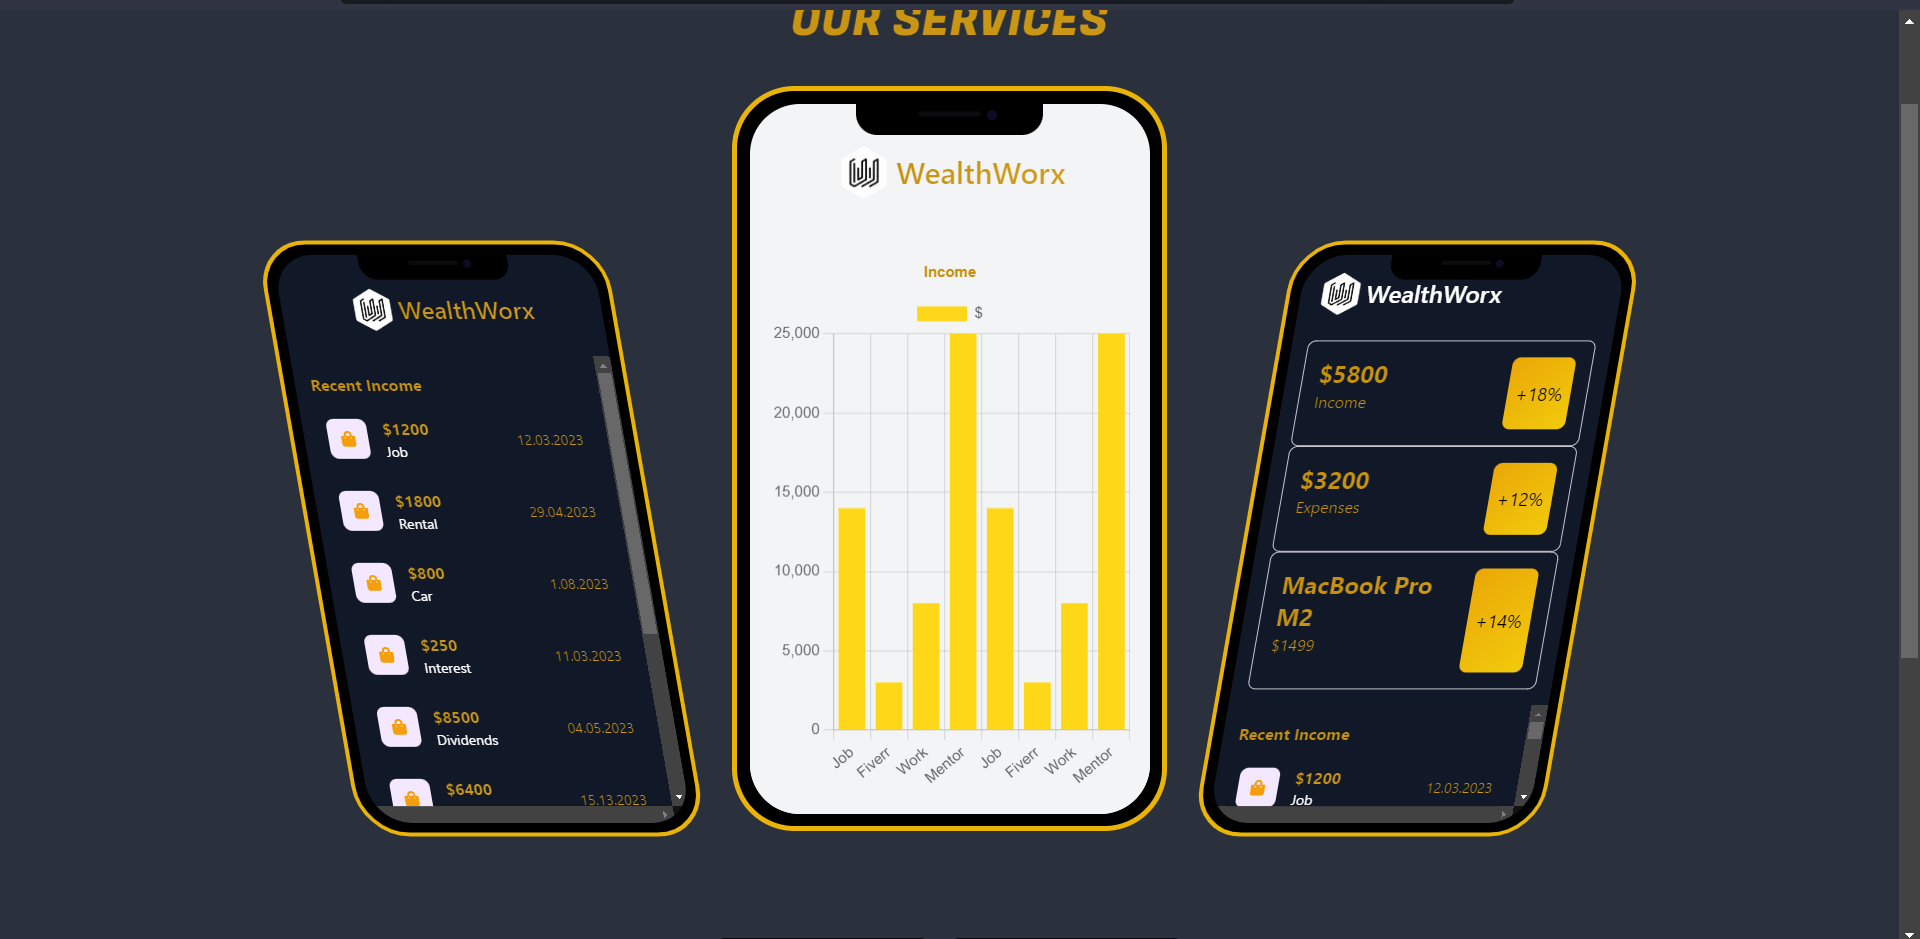 OUR SERVICES
WealthWorx
Recent Income
$1200
Job
12.03.2023
$1800
Rental
29.04.2023
$800
Car
1.08.2023
$250
Interest
11.03.2023
$8500
Dividends
04.05.2023
$6400
15.13.2023
WealthWorx
Income
$
25,000
20,000
15,000
10,000
5,000
0
Job
Fiverr
Work
Mentor
Job
Fiverr
Work
Mentor
WealthWorx
$5800
Income
+18%
$3200
Expenses
+12%
MacBook Pro
M2
$1499
+14%
Recent Income
$1200
Job
12.03.2023